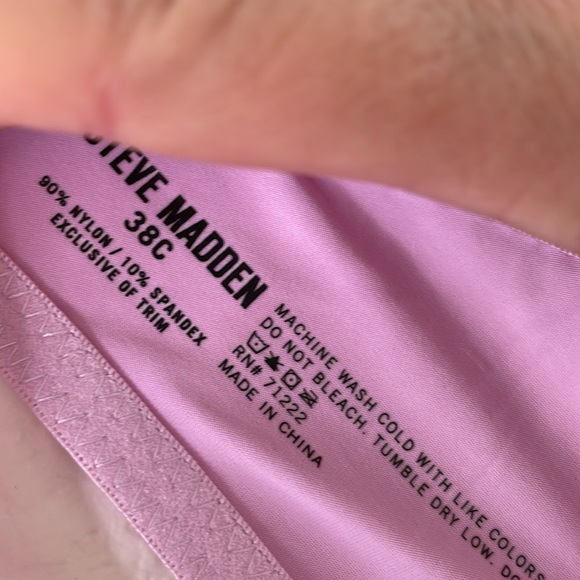 STEVE MADDEN
38C
90% NYLON / 10% SPANDEX
EXCLUSIVE OF TRIM
MACHINE WASH COLD WITH LIKE COLORS
DO NOT BLEACH. TUMBLE DRY LOW.
RN# 71222
MADE IN CHINA